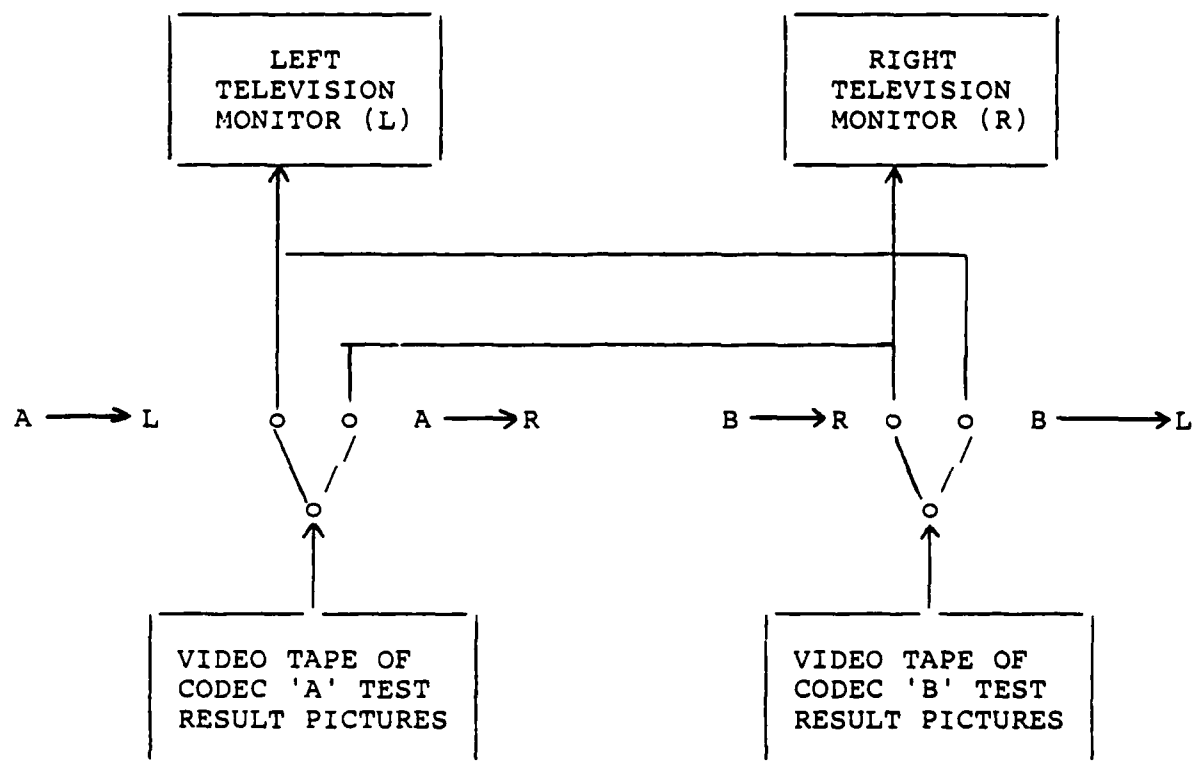 LEFT
TELEVISION
MONITOR (L)
RIGHT
TELEVISION
MONITOR (R)
A → L
A → R
B → R
B → L
VIDEO TAPE OF
CODEC 'A' TEST
RESULT PICTURES
VIDEO TAPE OF
CODEC 'B' TEST
RESULT PICTURES